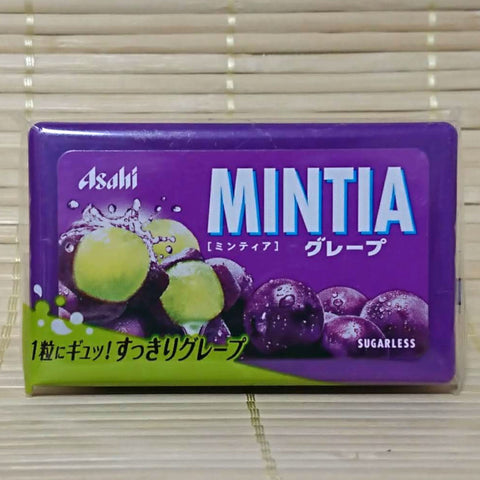 Asahi
MINTIA
[ミンティア] グレープ
1粒にギュッ!すっきりグレープ
SUGARLESS